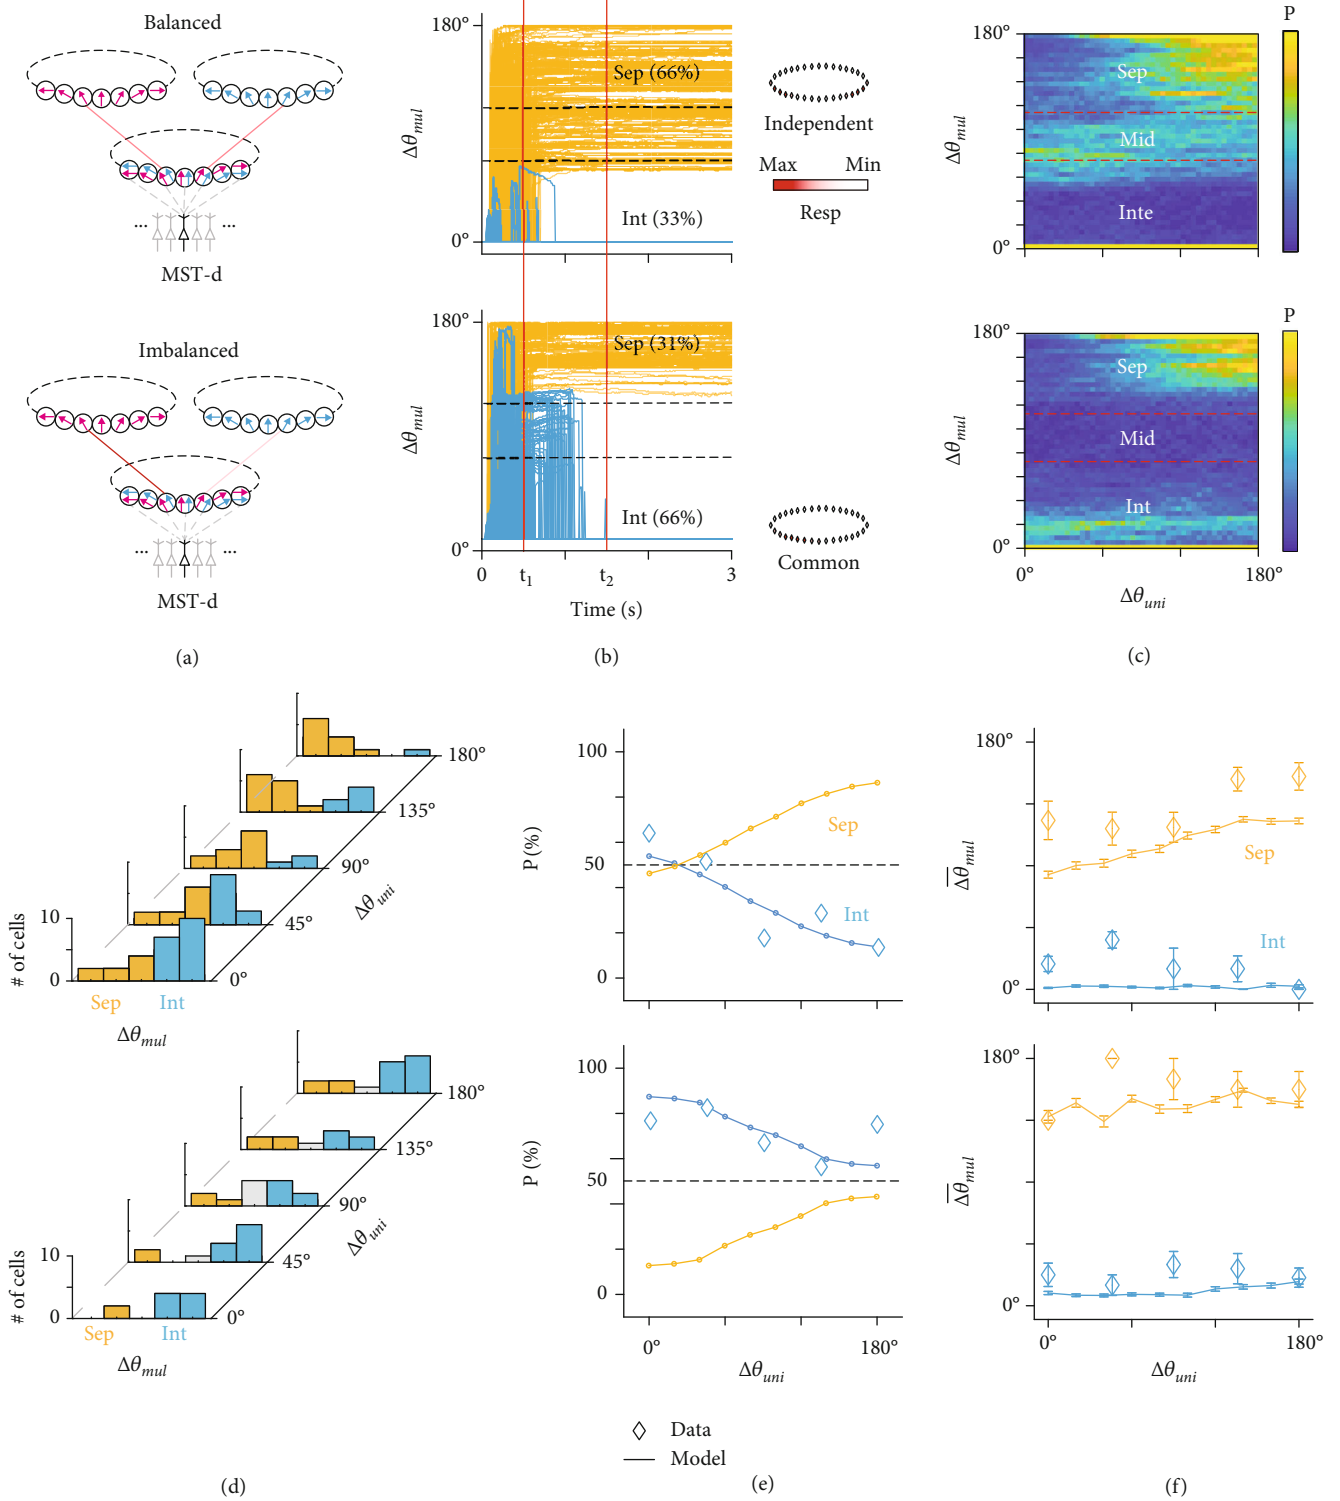 Balanced
...
...
MST-d
Imbalanced
...
...
MST-d
(a)
180°
Δθmul
0°
Sep (66%)
Int (33%)
180°
Δθmul
0°
Sep (31%)
Int (66%)
0
t1
t2
3
Time (s)
(b)
Independent
Max
Min
Resp
Common
P
180°
Δθmul
0°
Sep
Mid
Inte
P
180°
Δθmul
0°
Sep
Mid
Int
0°
180°
Δθuni
(c)
180°
135°
90°
45°
0°
Δθuni
10
0
# of cells
Sep
Int
Δθmul
180°
135°
90°
45°
0°
Δθuni
10
0
# of cells
Sep
Int
Δθmul
(d)
100
50
0
P (%)
Sep
Int
100
50
0
P (%)
0°
180°
Δθuni
Data
Model
(e)
180°
Δθmul
0°
Sep
Int
180°
Δθmul
0°
0°
180°
Δθuni
(f)